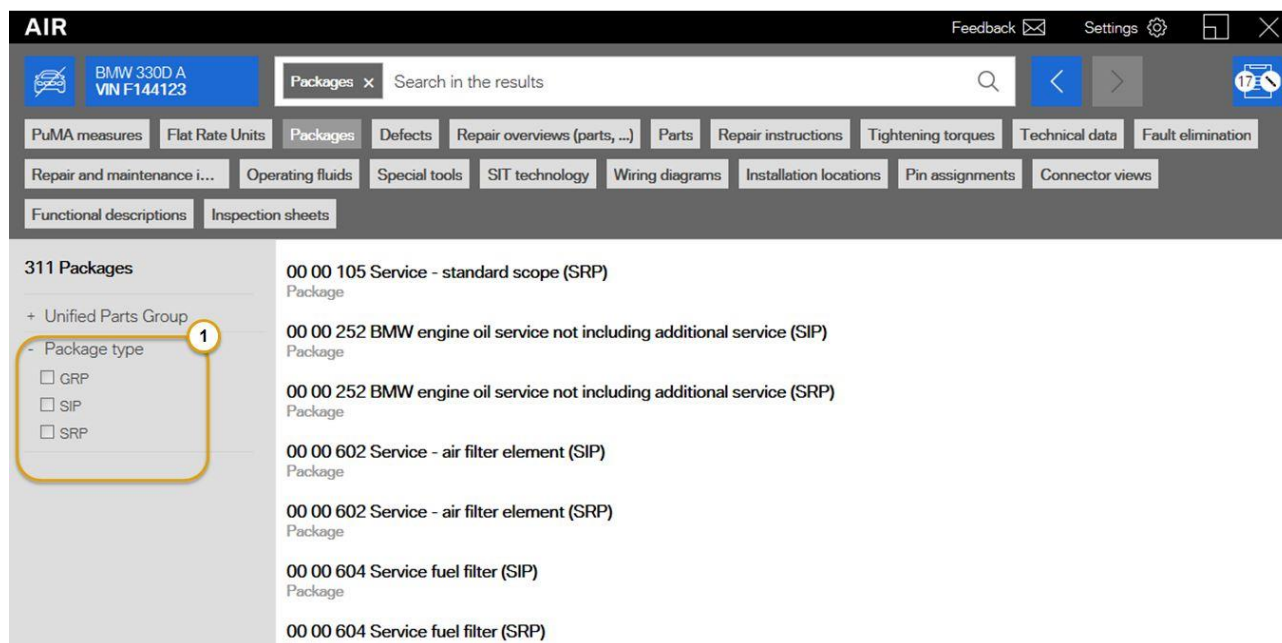 AIR
Feedback Settings
BMW 330D A
VIN F144123
Packages x Search in the results
17
PuMA measures Flat Rate Units Packages Defects Repair overviews (parts, ...) Parts Repair instructions Tightening torques Technical data Fault elimination
Repair and maintenance i... Operating fluids Special tools SIT technology Wiring diagrams Installation locations Pin assignments Connector views
Functional descriptions Inspection sheets
311 Packages
+ Unified Parts Group
1
- Package type
GRP
SIP
SRP
00 00 105 Service - standard scope (SRP)
Package
00 00 252 BMW engine oil service not including additional service (SIP)
Package
00 00 252 BMW engine oil service not including additional service (SRP)
Package
00 00 602 Service - air filter element (SIP)
Package
00 00 602 Service - air filter element (SRP)
Package
00 00 604 Service fuel filter (SIP)
Package
00 00 604 Service fuel filter (SRP)